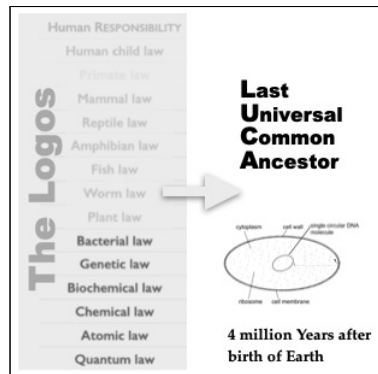 Human RESPONSIBILITY
Human child law
Primate law
Mammal law
Reptile law
Amphibian law
Fish law
Worm law
Plant law
Bacterial law
Genetic law
Biochemical law
Chemical law
Atomic law
Quantum law
The Logos
Last
Universal
Common
Ancestor
cytoplasm
cell wall
single circular DNA
molecule
ribosome
cell membrane
4 million Years after
birth of Earth